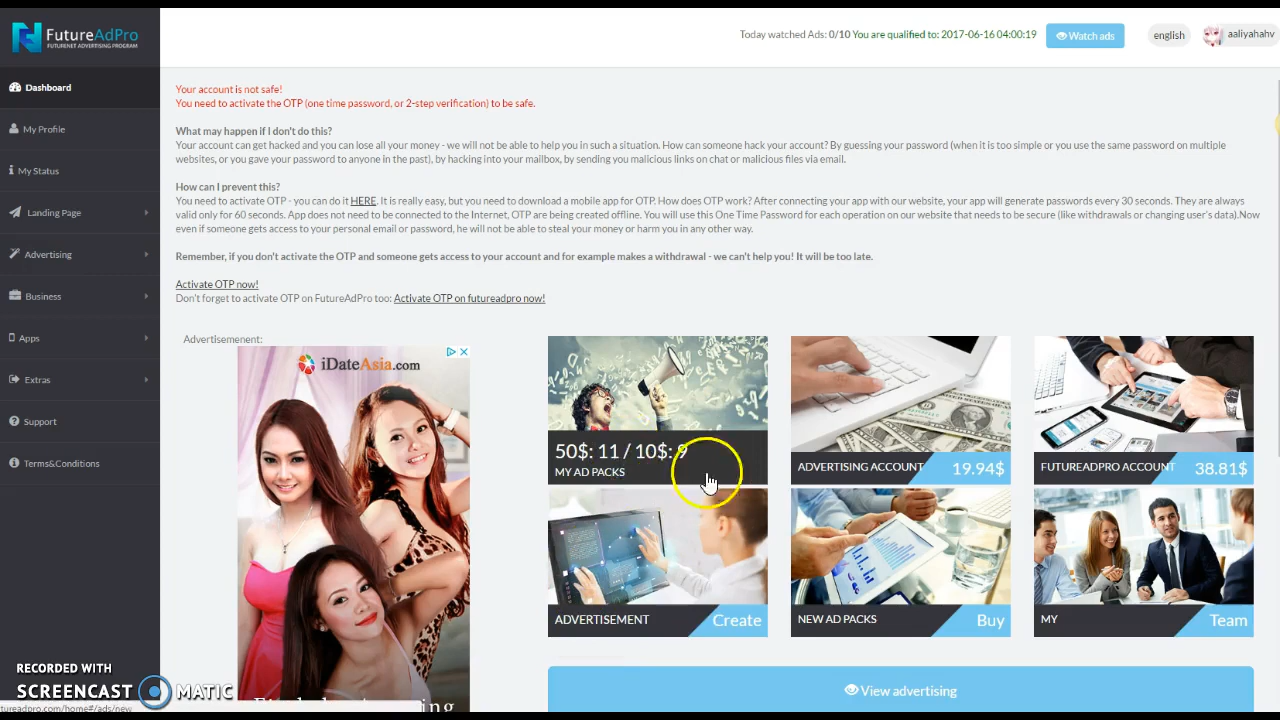 FutureAdPro
FUTURENET ADVERTISING PROGRAM
Today watched Ads: 0/10 You are qualified to: 2017-06-16 04:00:19
Watch ads
english
aaliyahahv
Dashboard
My Profile
My Status
Landing Page
Advertising
Business
Apps
Extras
Support
Terms&Conditions
Your account is not safe!
You need to activate the OTP (one time password, or 2-step verification) to be safe.
What may happen if I don't do this?
Your account can get hacked and you can lose all your money - we will not be able to help you in such a situation. How can someone hack your account? By guessing your password (when it is too simple or you use the same password on multiple
websites, or you gave your password to anyone in the past), by hacking into your mailbox, by sending you malicious links on chat or malicious files via email.
How can I prevent this?
You need to activate OTP - you can do it HERE. It is really easy, but you need to download a mobile app for OTP. How does OTP work? After connecting your app with our website, your app will generate passwords every 30 seconds. They are always
valid only for 60 seconds. App does not need to be connected to the Internet, OTP are being created offline. You will use this One Time Password for each operation on our website that needs to be secure (like withdrawals or changing user's data).Now
even if someone gets access to your personal email or password, he will not be able to steal your money or harm you in any other way.
Remember, if you don't activate the OTP and someone gets access to your account and for example makes a withdrawal - we can't help you! It will be too late.
Activate OTP now!
Don't forget to activate OTP on FutureAdPro too: Activate OTP on futureadpro now!
Advertisemement:
iDateAsia.com
50$: 11 / 10$: 9
MY AD PACKS
ADVERTISING ACCOUNT 19.94$
FUTUREADPRO ACCOUNT 38.81$
ADVERTISEMENT Create
NEW AD PACKS Buy
MY Team
View advertising
RECORDED WITH
SCREENCAST MATIC
tureadpro.com/home#/ads/new